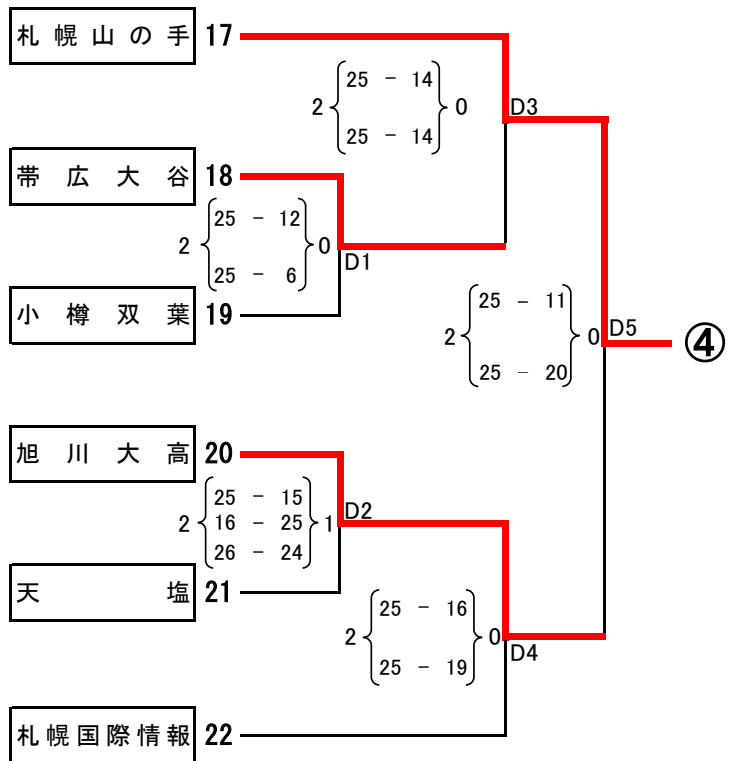 札幌山の手 17
25 - 14
2 0
25 - 14
D3
帯広大谷 18
25 - 12
2 0
25 - 6
D1
小樽双葉 19
25 - 11
2 0
25 - 20
D5
④
旭川大高 20
25 - 15
2 16 - 25 1
26 - 24
D2
天塩 21
25 - 16
2 0
25 - 19
D4
札幌国際情報 22